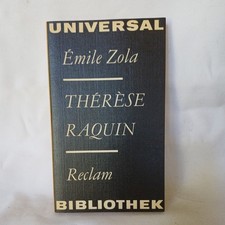 UNIVERSAL
Émile Zola
THÉRÈSE
RAQUIN
Reclam
BIBLIOTHEK